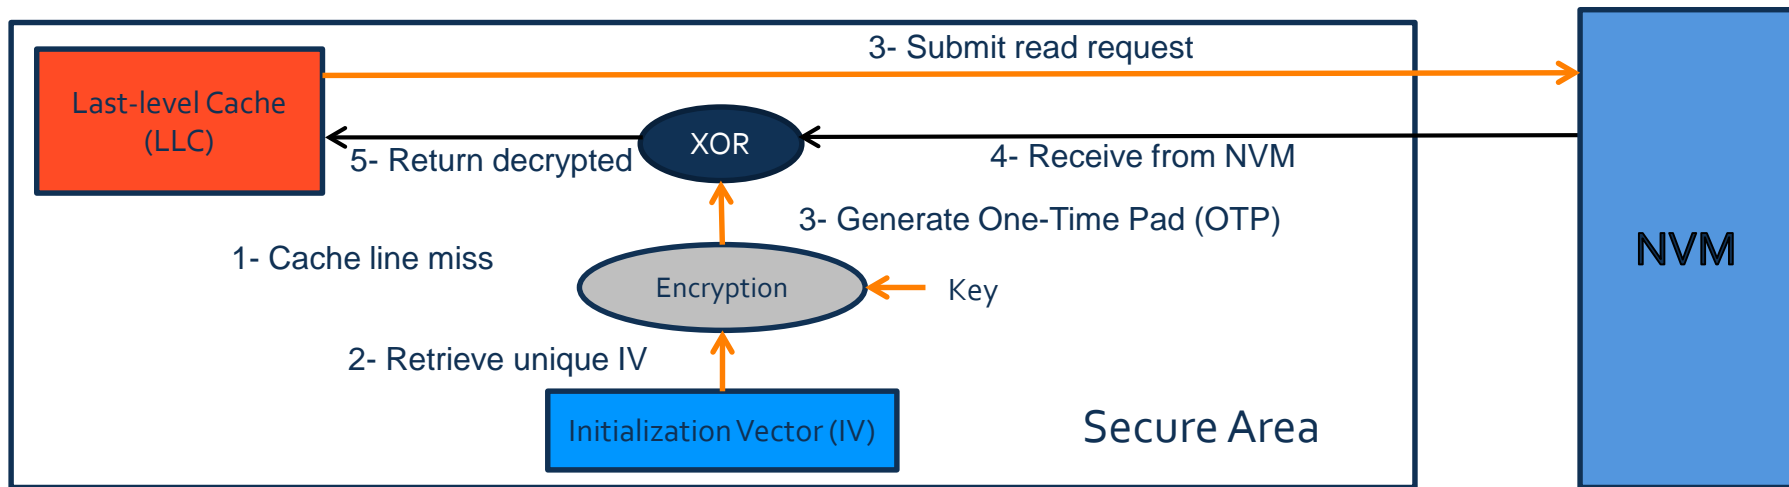 3- Submit read request
Last-level Cache
(LLC)
XOR
5- Return decrypted
4- Receive from NVM
3- Generate One-Time Pad (OTP)
1- Cache line miss
NVM
Encryption
Key
2- Retrieve unique IV
Initialization Vector (IV)
Secure Area